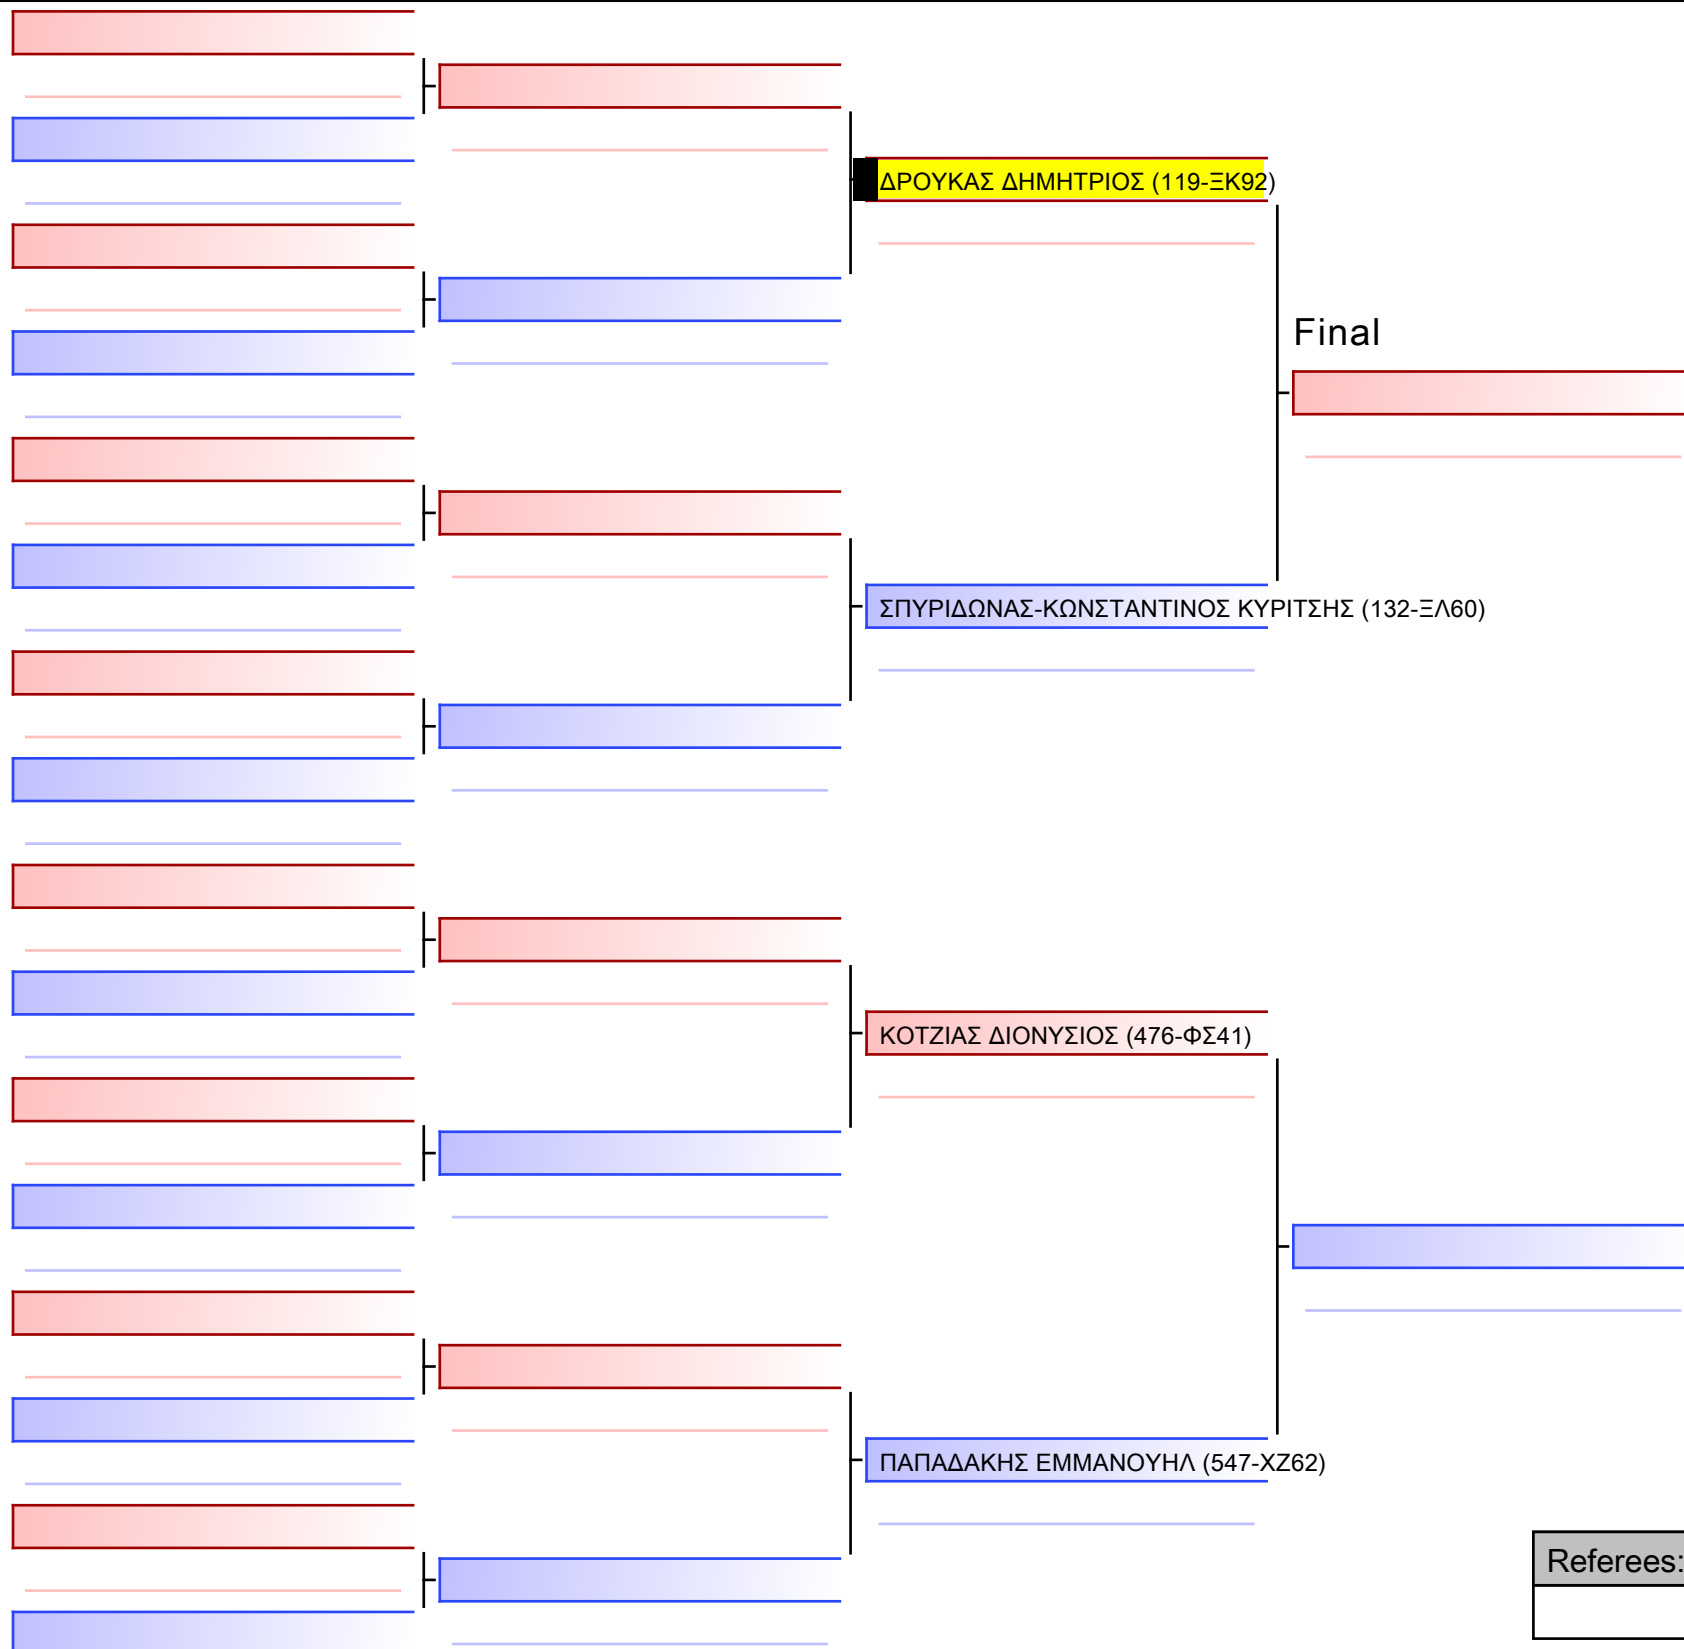 ΔΡΟΥΚΑΣ ΔΗΜΗΤΡΙΟΣ (119-ΞΚ92)
Final
ΣΠΥΡΙΔΩΝΑΣ-ΚΩΝΣΤΑΝΤΙΝΟΣ ΚΥΡΙΤΣΗΣ (132-ΞΛ60)
ΚΟΤΖΙΑΣ ΔΙΟΝΥΣΙΟΣ (476-ΦΣ41)
ΠΑΠΑΔΑΚΗΣ ΕΜΜΑΝΟΥΗΛ (547-ΧΖ62)
Referees: